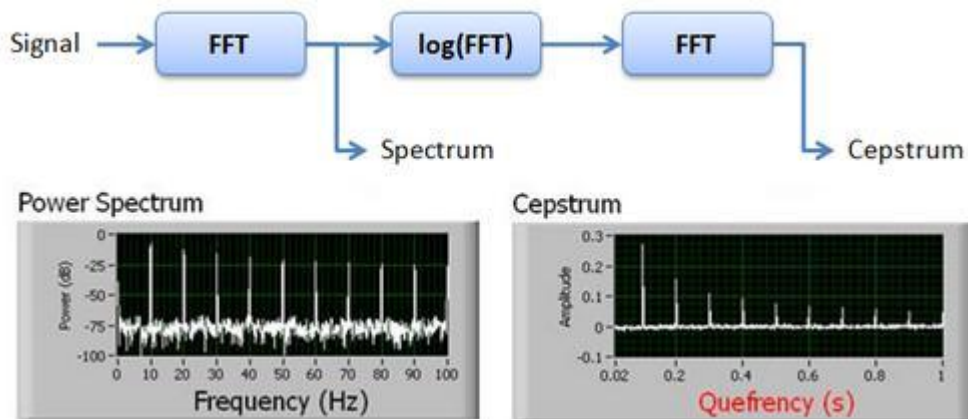 Signal
FFT
log(FFT)
FFT
Spectrum
Cepstrum
Power Spectrum
Power (dB)
0
-25
-50
-75
-100
0 10 20 30 40 50 60 70 80 90 100
Frequency (Hz)
Cepstrum
Amplitude
0.3
0.2
0.1
0
-0.1
0.02 0.2 0.4 0.6 0.8 1
Quefrency (s)